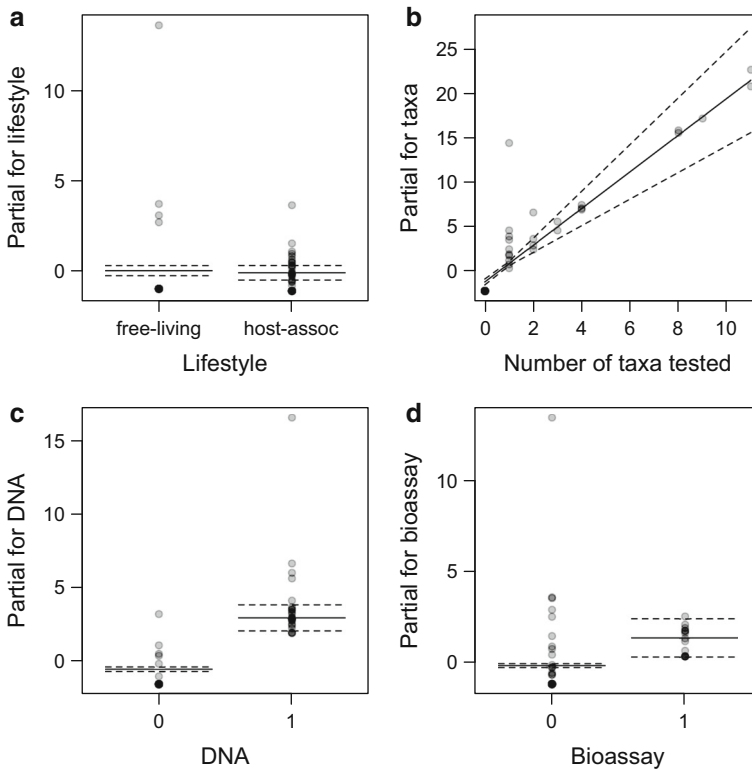 a
Partial for lifestyle
10
5
0
free-living host-assoc
Lifestyle
b
Partial for taxa
25
20
15
10
5
0
0 2 4 6 8 10
Number of taxa tested
c
Partial for DNA
15
10
5
0
0 1
DNA
d
Partial for bioassay
10
5
0
0 1
Bioassay